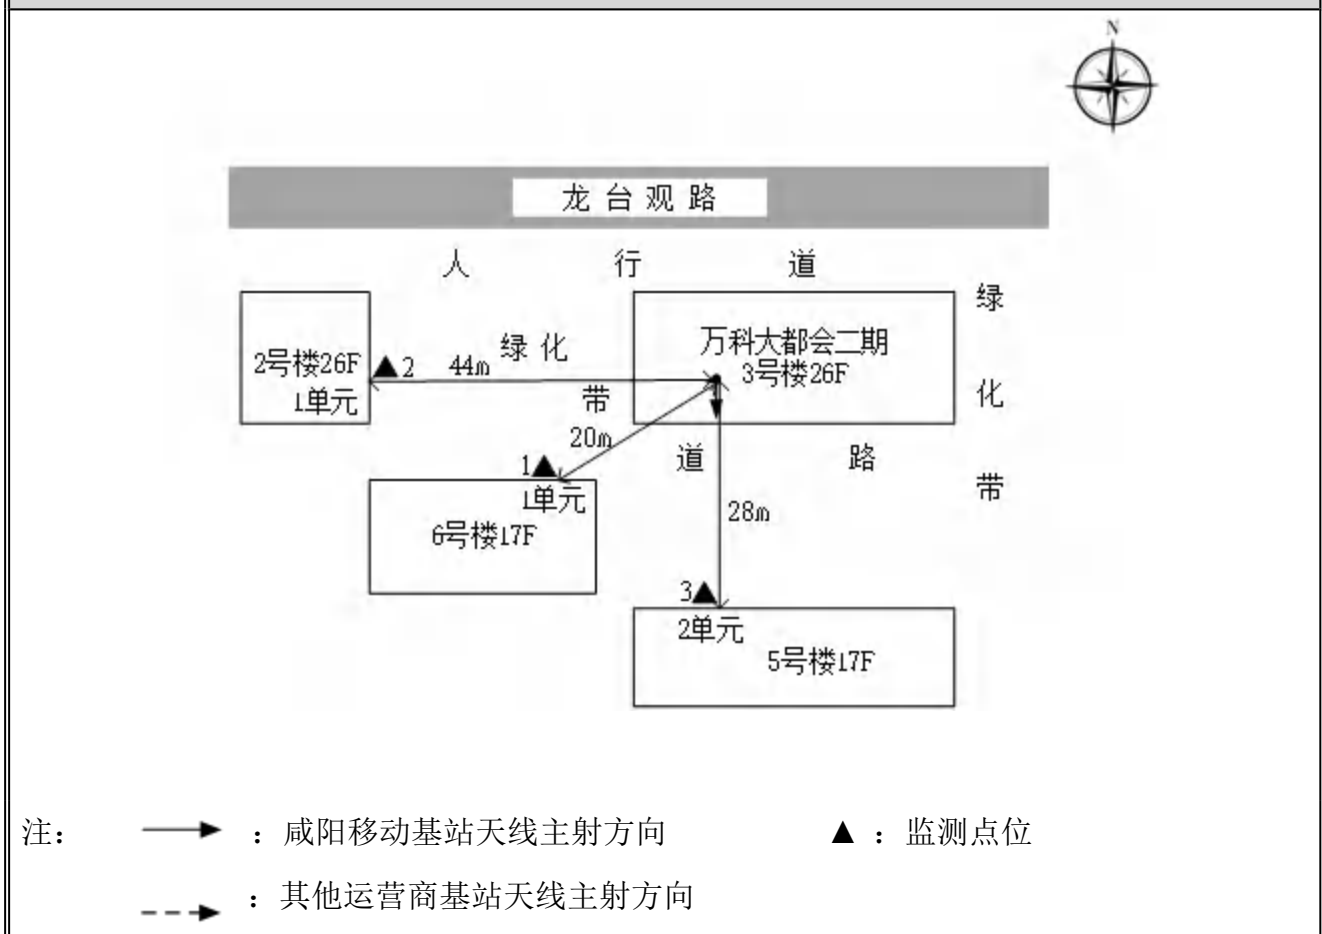 N
龙台观路
人行道
绿化带
2号楼26F
1单元
▲2
44m
绿化带
万科大都会二期
3号楼26F
20m
道路
1▲
1单元
6号楼17F
28m
3▲
2单元
5号楼17F
注： ：咸阳移动基站天线主射方向 ▲：监测点位
：其他运营商基站天线主射方向